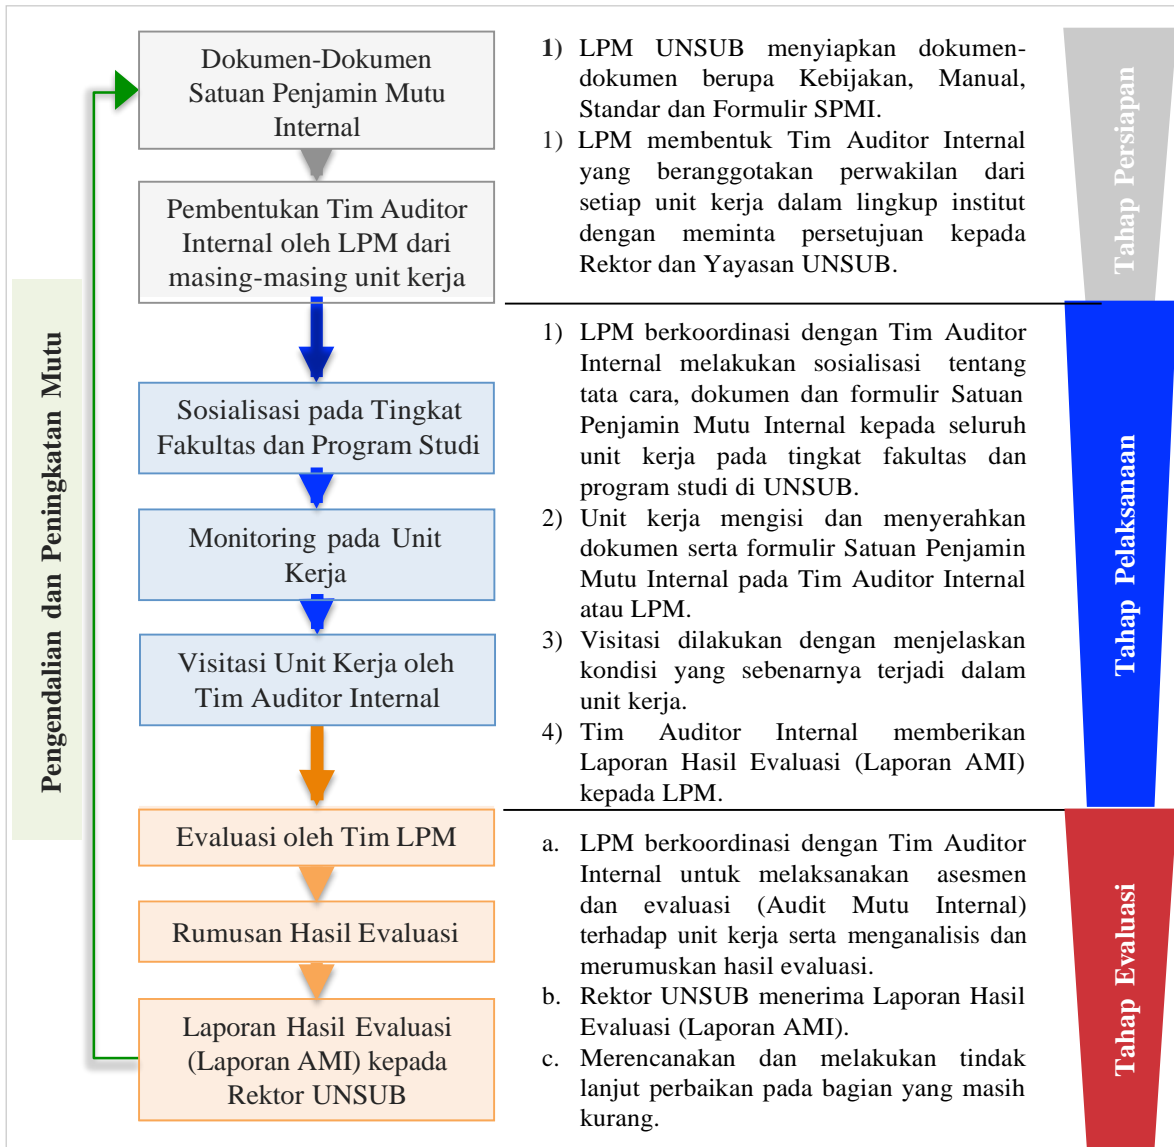 Pengendalian dan Peningkatan Mutu
Dokumen-Dokumen
Satuan Penjamin Mutu
Internal
Pembentukan Tim Auditor
Internal oleh LPM dari
masing-masing unit kerja
1) LPM UNSUB menyiapkan dokumen-
dokumen berupa Kebijakan, Manual,
Standar dan Formulir SPMI.
1) LPM membentuk Tim Auditor Internal
yang beranggotakan perwakilan dari
setiap unit kerja dalam lingkup institut
dengan meminta persetujuan kepada
Rektor dan Yayasan UNSUB.
Tahap Persiapan
Sosialisasi pada Tingkat
Fakultas dan Program Studi
Monitoring pada Unit
Kerja
Visitasi Unit Kerja oleh
Tim Auditor Internal
1) LPM berkoordinasi dengan Tim Auditor
Internal melakukan sosialisasi tentang
tata cara, dokumen dan formulir Satuan
Penjamin Mutu Internal kepada seluruh
unit kerja pada tingkat fakultas dan
program studi di UNSUB.
2) Unit kerja mengisi dan menyerahkan
dokumen serta formulir Satuan Penjamin
Mutu Internal pada Tim Auditor Internal
atau LPM.
3) Visitasi dilakukan dengan menjelaskan
kondisi yang sebenarnya terjadi dalam
unit kerja.
4) Tim Auditor Internal memberikan
Laporan Hasil Evaluasi (Laporan AMI)
kepada LPM.
Tahap Pelaksanaan
Evaluasi oleh Tim LPM
Rumusan Hasil Evaluasi
Laporan Hasil Evaluasi
(Laporan AMI) kepada
Rektor UNSUB
a. LPM berkoordinasi dengan Tim Auditor
Internal untuk melaksanakan asesmen
dan evaluasi (Audit Mutu Internal)
terhadap unit kerja serta menganalisis dan
merumuskan hasil evaluasi.
b. Rektor UNSUB menerima Laporan Hasil
Evaluasi (Laporan AMI).
c. Merencanakan dan melakukan tindak
lanjut perbaikan pada bagian yang masih
kurang.
Tahap Evaluasi